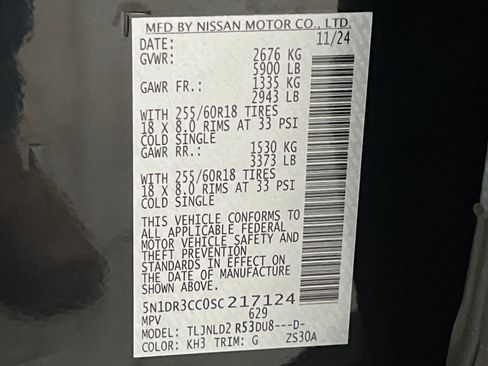 MFD BY NISSAN MOTOR CO., LTD.
DATE: 11/24
GVWR: 2676 KG
5900 LB
GAWR FR.: 1335 KG
2943 LB
WITH 255/60R18 TIRES
18 X 8.0 RIMS AT 33 PSI
COLD SINGLE
GAWR RR.: 1530 KG
3373 LB
WITH 255/60R18 TIRES
18 X 8.0 RIMS AT 33 PSI
COLD SINGLE
THIS VEHICLE CONFORMS TO
ALL APPLICABLE FEDERAL
MOTOR VEHICLE SAFETY AND
THEFT PREVENTION
STANDARDS IN EFFECT ON
THE DATE OF MANUFACTURE
SHOWN ABOVE.
5N1DR3CC0SC217124
MPV 629
MODEL: TLJNLD2 R53DU8---D-
COLOR: KH3 TRIM: G ZS30A